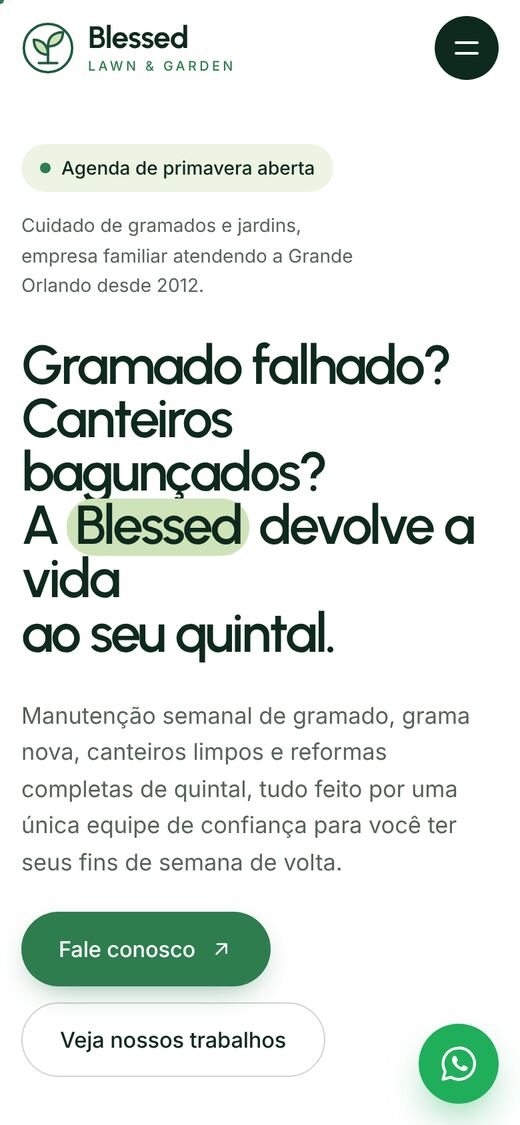 Blessed
LAWN & GARDEN
Agenda de primavera aberta
Cuidado de gramados e jardins,
empresa familiar atendendo a Grande
Orlando desde 2012.
Gramado falhado?
Canteiros
bagunçados?
A Blessed devolve a
vida
ao seu quintal.
Manutenção semanal de gramado, grama
nova, canteiros limpos e reformas
completas de quintal, tudo feito por uma
única equipe de confiança para você ter
seus fins de semana de volta.
Fale conosco
Veja nossos trabalhos